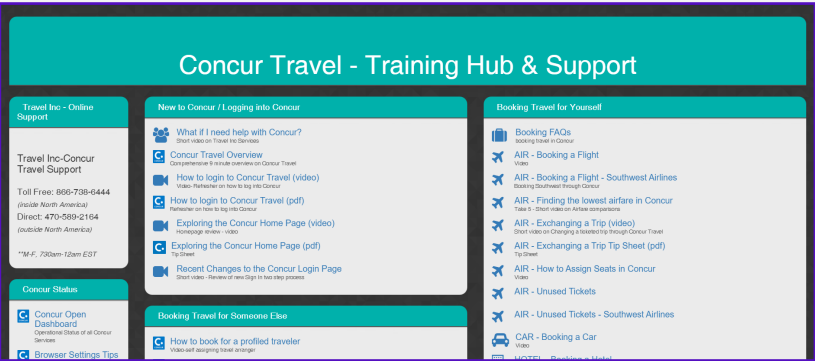 Concur Travel - Training Hub & Support
Travel Inc - Online
Support
Travel Inc-Concur
Travel Support
Toll Free: 866-738-6444
(inside North America)
Direct: 470-589-2164
(outside North America)
**M-F, 730am-12am EST
Concur Status
Concur Open
Dashboard
Operational Status of all Concur
Services
Browser Settings Tips
New to Concur / Logging into Concur
What if I need help with Concur?
Short video on Travel Inc Services
Concur Travel Overview
Comprehensive 9 minute overview on Concur Travel
How to login to Concur Travel (video)
Video- Refresher on how to log into Concur
How to login to Concur Travel (pdf)
Refresher on how to log into Concur
Exploring the Concur Home Page (video)
Homepage review - video
Exploring the Concur Home Page (pdf)
Tip Sheet
Recent Changes to the Concur Login Page
Short video - Review of new Sign In two step process
Booking Travel for Someone Else
How to book for a profiled traveler
Video-self assigning travel arranger
Booking Travel for Yourself
Booking FAQs
booking travel in Concur
AIR - Booking a Flight
Video
AIR - Booking a Flight - Southwest Airlines
Booking Southwest through Concur
AIR - Finding the lowest airfare in Concur
Take 5 - Short video on Airfare comparisons
AIR - Exchanging a Trip (video)
Short video on Changing a ticketed trip through Concur Travel
AIR - Exchanging a Trip Tip Sheet (pdf)
Tip Sheet
AIR - How to Assign Seats in Concur
Video
AIR - Unused Tickets
AIR - Unused Tickets - Southwest Airlines
CAR - Booking a Car
Video
HOTEL - Booking a Hotel